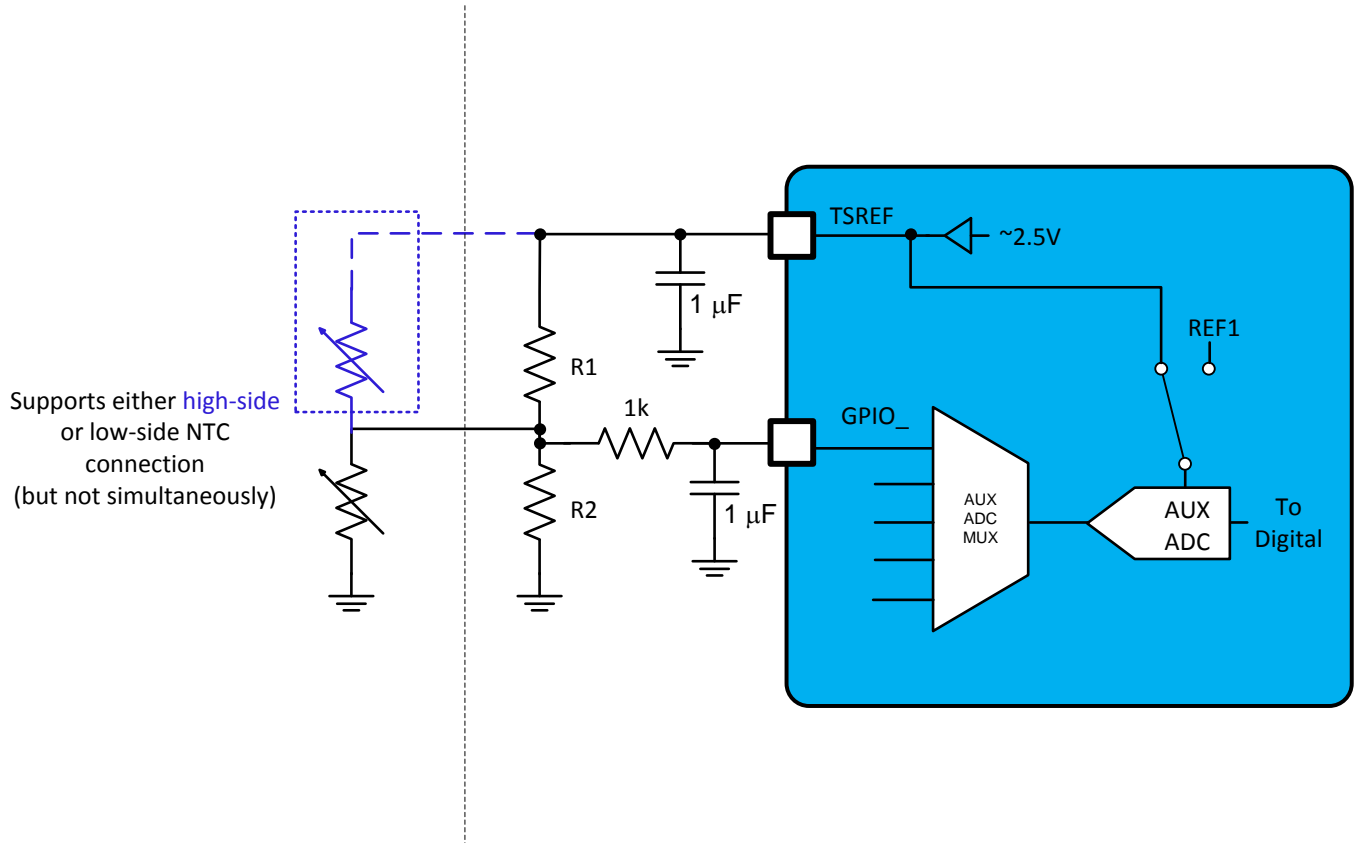 TSREF
~2.5V
1 μF
REF1
R1
Supports either high-side
or low-side NTC
connection
(but not simultaneously)
1k
GPIO_
R2
1 μF
AUX
ADC
MUX
AUX
ADC
To
Digital